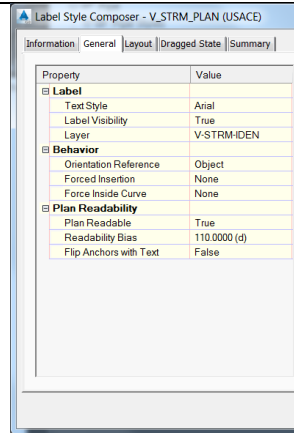 Label Style Composer - V_STRM_PLAN (USACE)
Information General Layout Dragged State Summary
Property Value
Label
Text Style Arial
Label Visibility True
Layer V-STRM-IDEN
Behavior
Orientation Reference Object
Forced Insertion None
Force Inside Curve None
Plan Readability
Plan Readable True
Readability Bias 110.0000 (d)
Flip Anchors with Text False